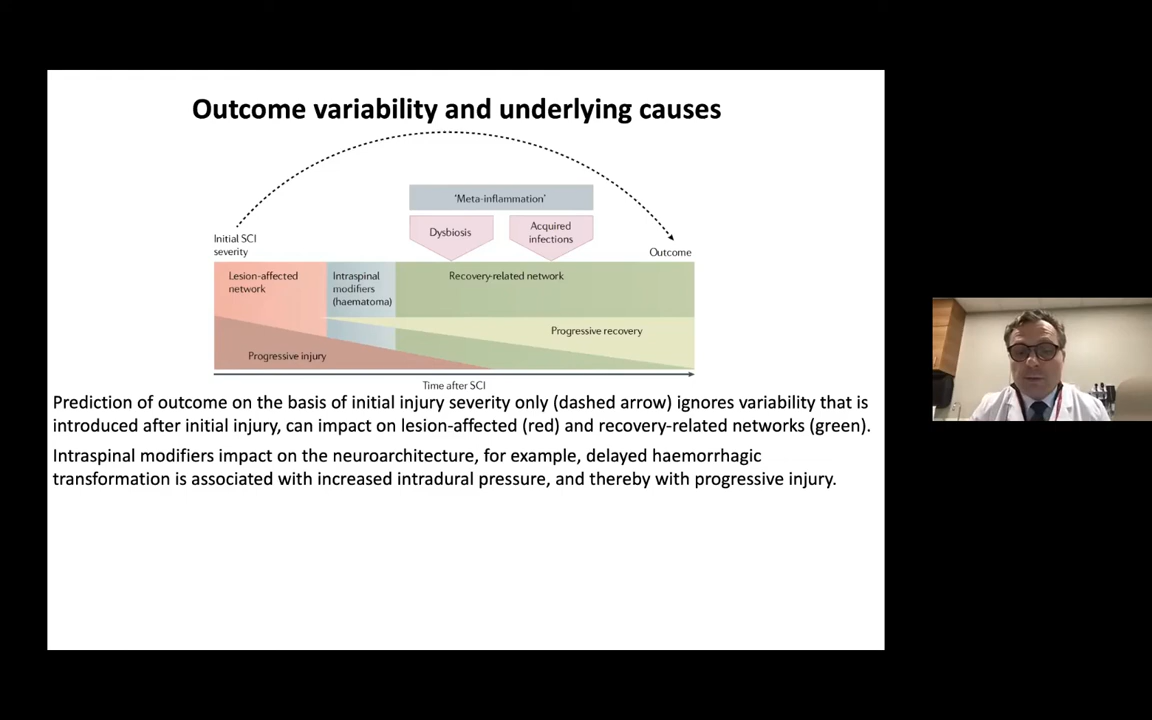 Outcome variability and underlying causes
'Meta-inflammation'
Dysbiosis
Acquired
infections
Initial SCI
severity
Outcome
Lesion-affected
network
Intraspinal
modifiers
(haematoma)
Recovery-related network
Progressive recovery
Progressive injury
Time after SCI
Prediction of outcome on the basis of initial injury severity only (dashed arrow) ignores variability that is
introduced after initial injury, can impact on lesion-affected (red) and recovery-related networks (green).
Intraspinal modifiers impact on the neuroarchitecture, for example, delayed haemorrhagic
transformation is associated with increased intradural pressure, and thereby with progressive injury.